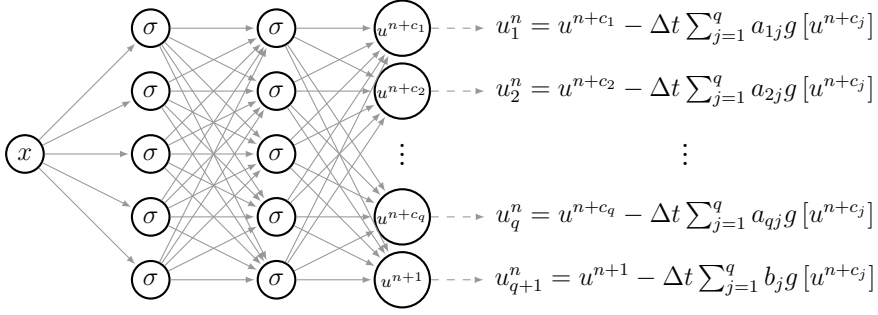 σ σ u^{n+c_1} u_1^n = u^{n+c_1} − Δt ∑_{j=1}^q a_{1j} g [u^{n+c_j}]
σ σ u^{n+c_2} u_2^n = u^{n+c_2} − Δt ∑_{j=1}^q a_{2j} g [u^{n+c_j}]
x σ σ ⋮ ⋮
σ σ u^{n+c_q} u_q^n = u^{n+c_q} − Δt ∑_{j=1}^q a_{qj} g [u^{n+c_j}]
σ σ u^{n+1} u_{q+1}^n = u^{n+1} − Δt ∑_{j=1}^q b_j g [u^{n+c_j}]